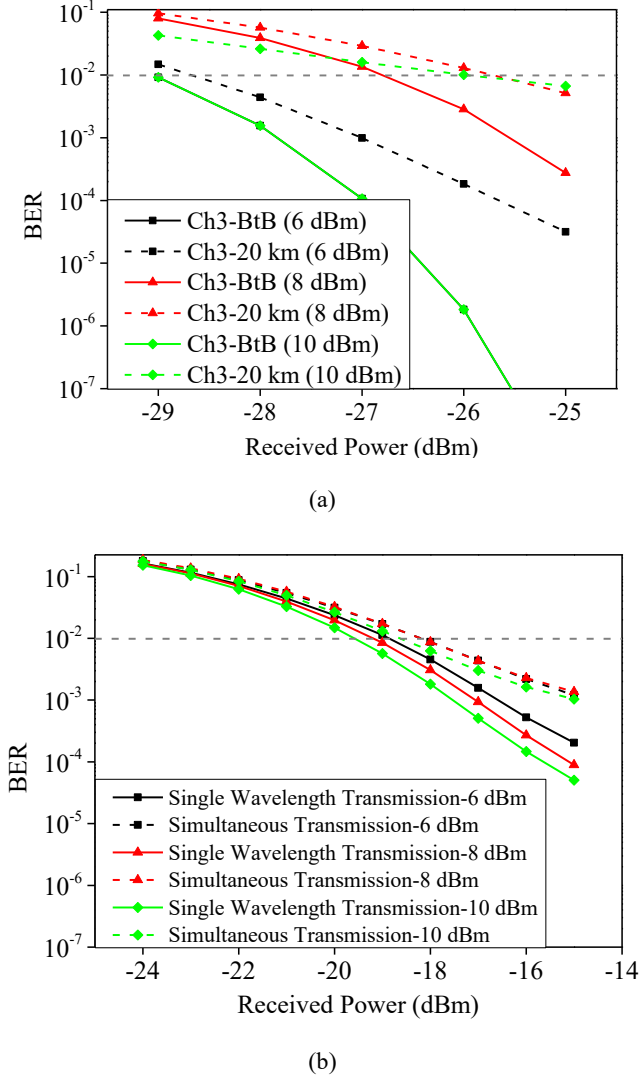 10⁻¹
10⁻²
10⁻³
10⁻⁴
10⁻⁵
10⁻⁶
10⁻⁷
BER
Ch3-BtB (6 dBm)
Ch3-20 km (6 dBm)
Ch3-BtB (8 dBm)
Ch3-20 km (8 dBm)
Ch3-BtB (10 dBm)
Ch3-20 km (10 dBm)
-29 -28 -27 -26 -25
Received Power (dBm)
(a)
10⁻¹
10⁻²
10⁻³
10⁻⁴
10⁻⁵
10⁻⁶
10⁻⁷
BER
Single Wavelength Transmission-6 dBm
Simultaneous Transmission-6 dBm
Single Wavelength Transmission-8 dBm
Simultaneous Transmission-8 dBm
Single Wavelength Transmission-10 dBm
Simultaneous Transmission-10 dBm
-24 -22 -20 -18 -16 -14
Received Power (dBm)
(b)